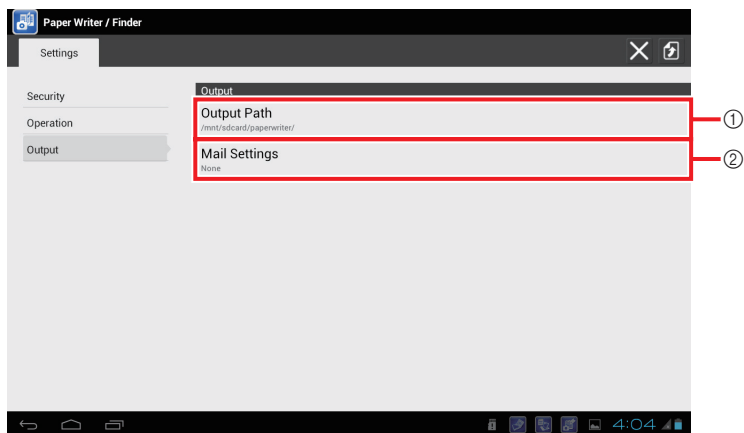 Paper Writer / Finder
Settings
Security
Operation
Output
Output
Output Path
/mnt/sdcard/paperwriter/
①
Mail Settings
None
②
4:04